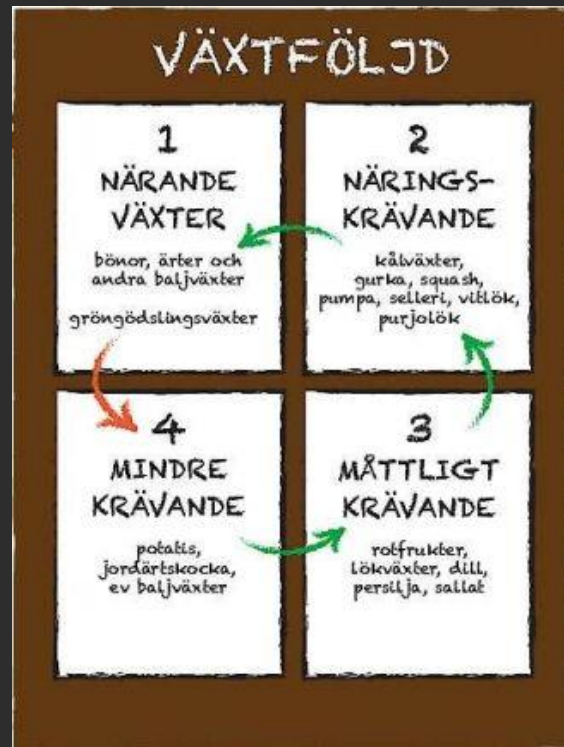 VÄXTFÖLJD
1
NÄRANDE
VÄXTER
bönor, ärter och
andra baljväxter
gröngödslingsväxter
2
NÄRINGS-
KRÄVANDE
kålväxter,
gurka, squash,
pumpa, selleri, vitlök,
purjolök
4
MINDRE
KRÄVANDE
potatis,
jordärtskocka,
ev baljväxter
3
MÅTTLIGT
KRÄVANDE
rotfrukter,
lökväxter, dill,
persilja, sallat